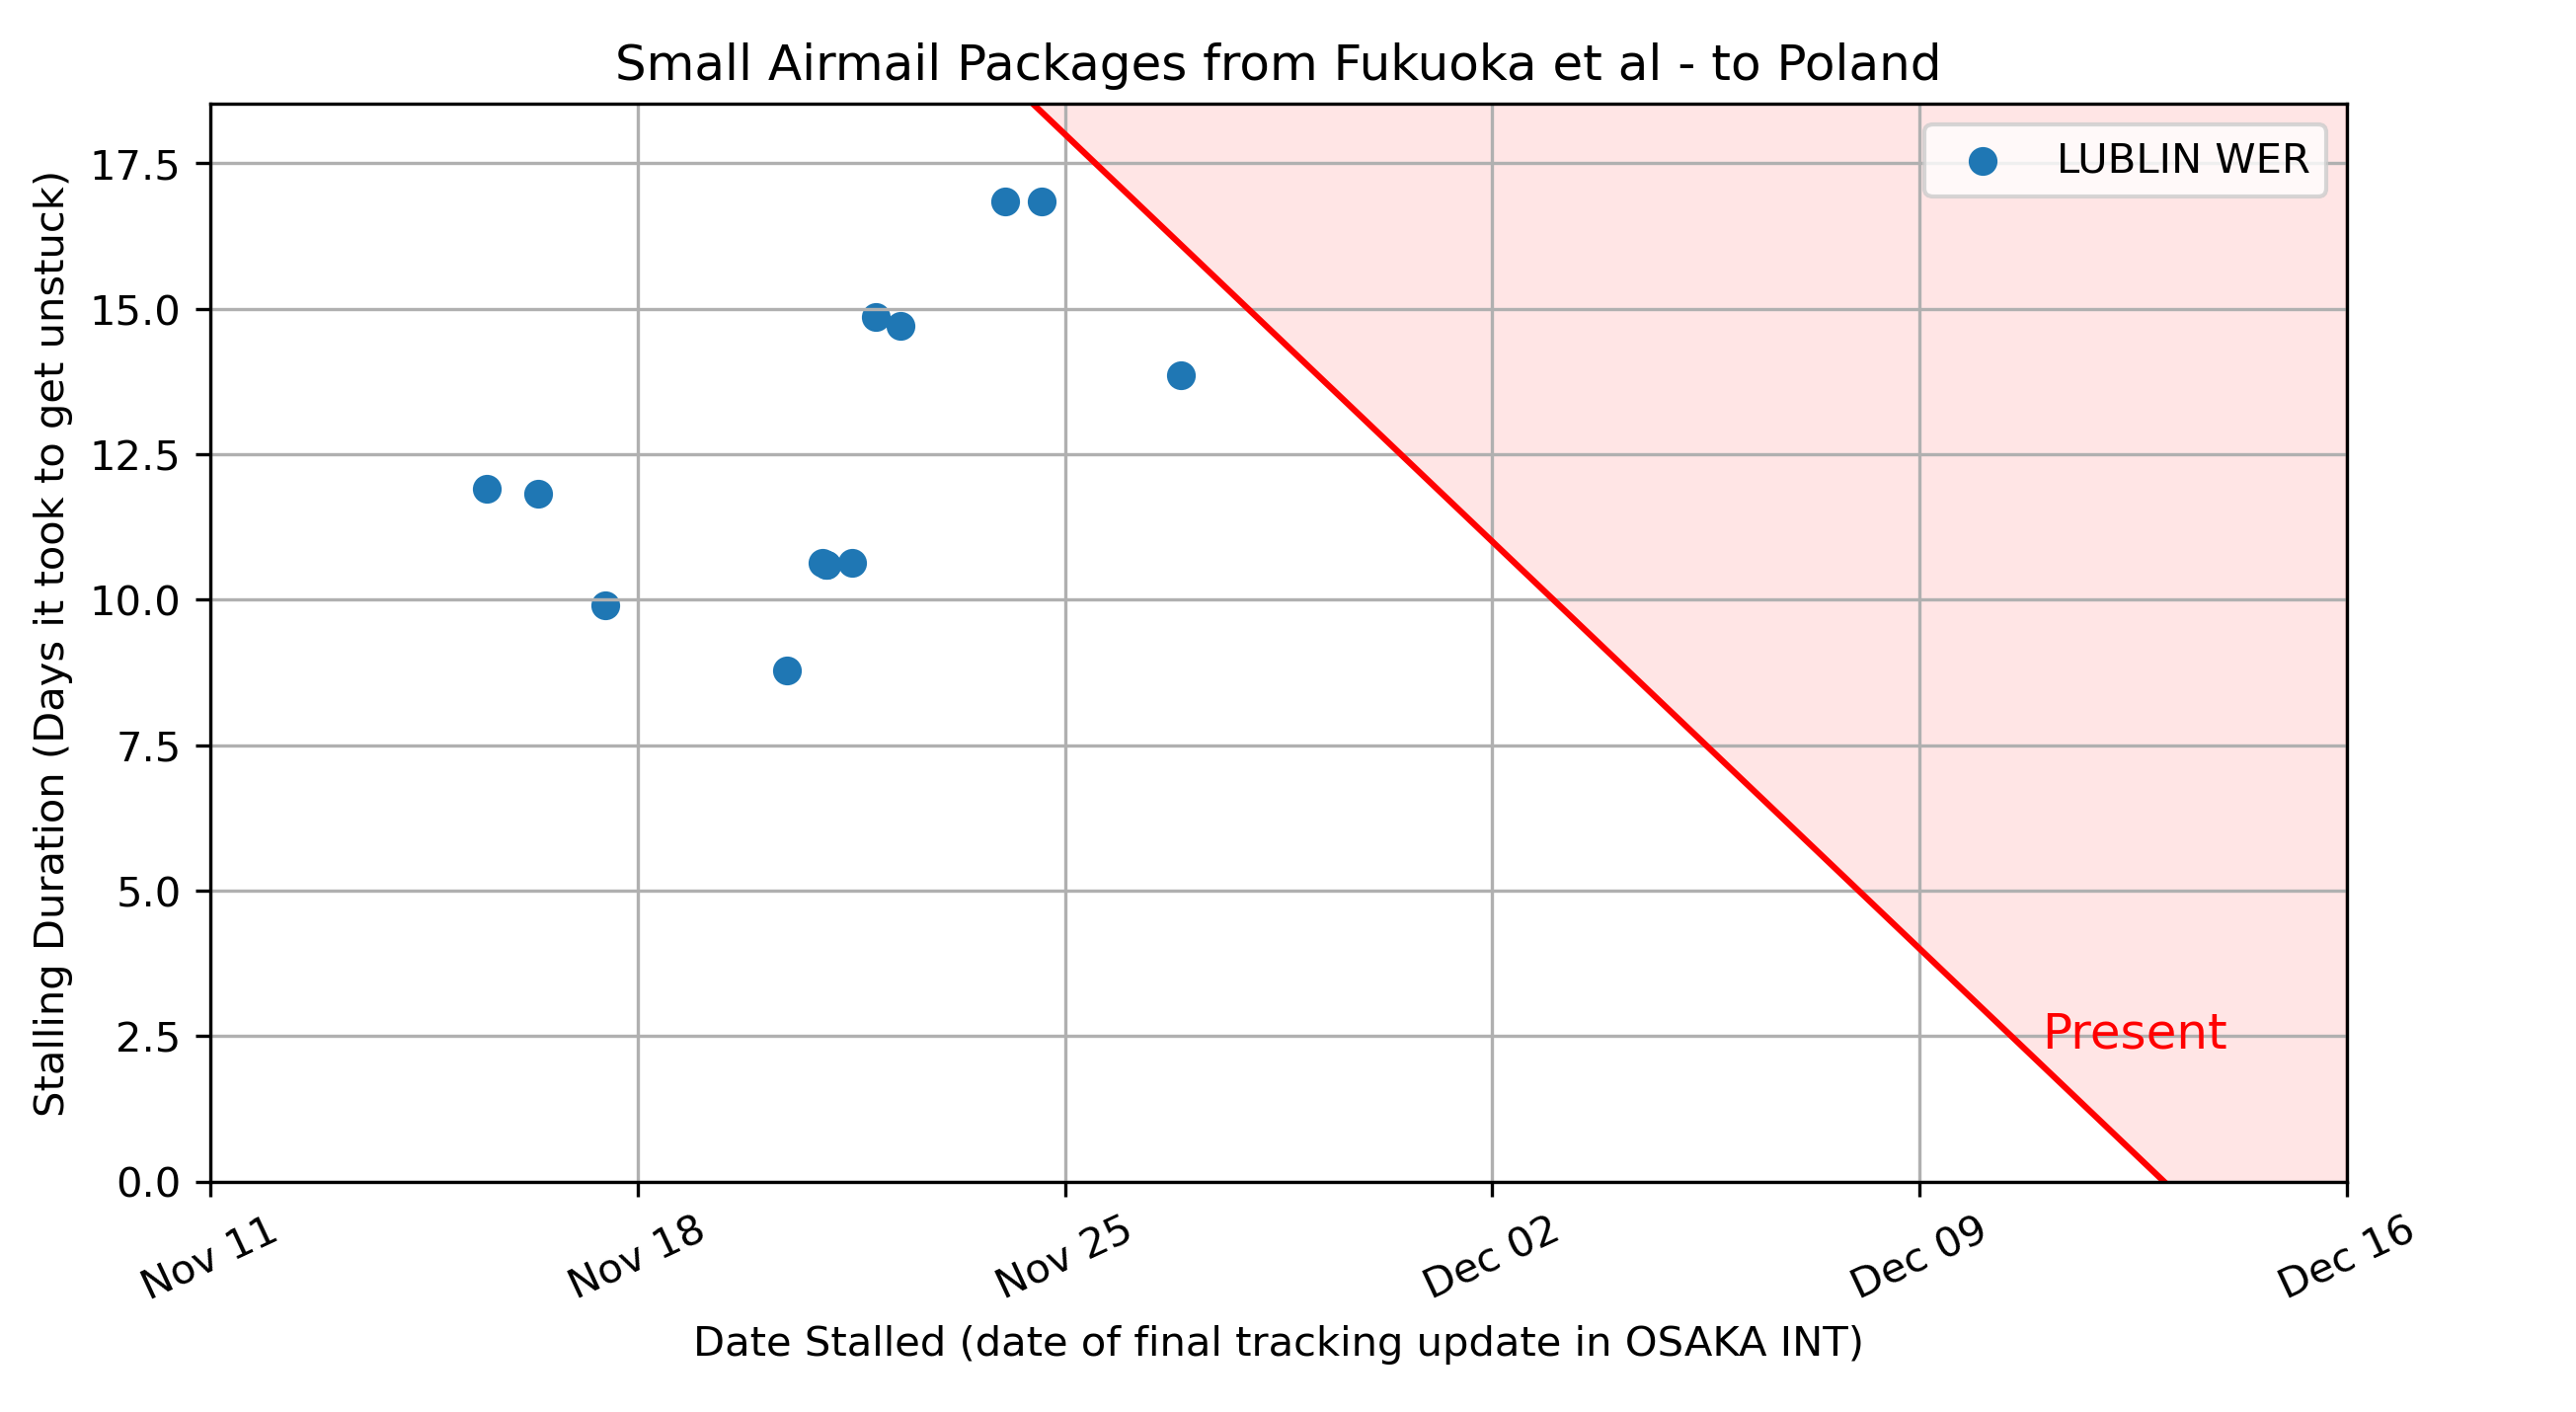 Small Airmail Packages from Fukuoka et al - to Poland
LUBLIN WER
Stalling Duration (Days it took to get unstuck)
17.5
15.0
12.5
10.0
7.5
5.0
2.5
0.0
Present
Nov 11
Nov 18
Nov 25
Dec 02
Dec 09
Dec 16
Date Stalled (date of final tracking update in OSAKA INT)